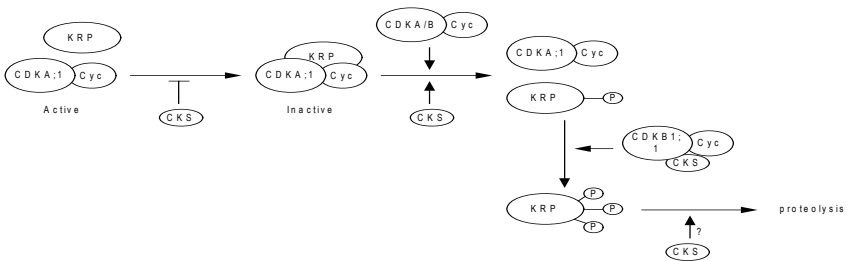 KRP
CDKA;1 Cyc
Active
CKS
KRP
CDKA;1 Cyc
Inactive
CDKA/B Cyc
CKS
CDKA;1 Cyc
KRP P
CDKB1; Cyc
1
CKS
P
KRP P
P
?
CKS
proteolysis